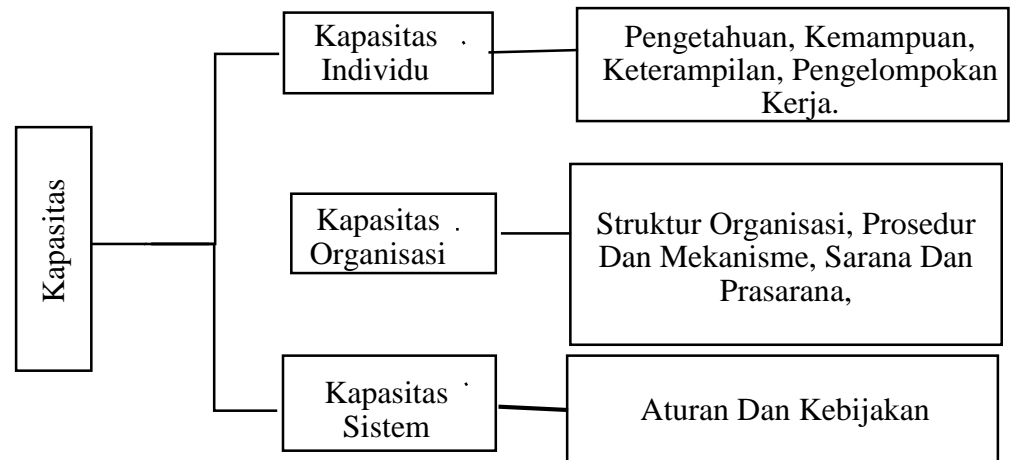 Kapasitas
Kapasitas
Individu
Pengetahuan, Kemampuan,
Keterampilan, Pengelompokan
Kerja.
Kapasitas
Organisasi
Struktur Organisasi, Prosedur
Dan Mekanisme, Sarana Dan
Prasarana,
Kapasitas
Sistem
Aturan Dan Kebijakan